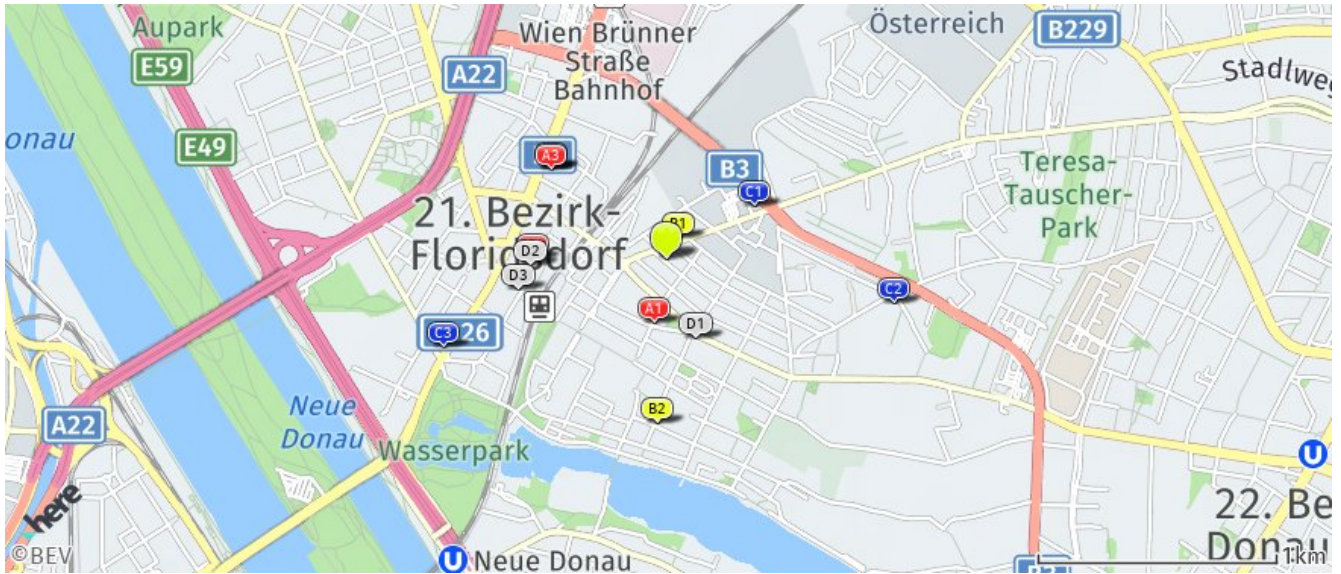 Aupark
E59
A22
Wien Brünner
Straße
Bahnhof
Österreich
B229
Stadlweg
onau
E49
A3
B3
C1
Teresa-
Tauscher-
Park
21. Bezirk-
Floridsdorf
B1
D2
D3
C2
A1
D1
C3
26
B2
A22
Neue
Donau
Wasserpark
U
22. Be
Donau
here
©BEV
U
Neue Donau
B3
1km